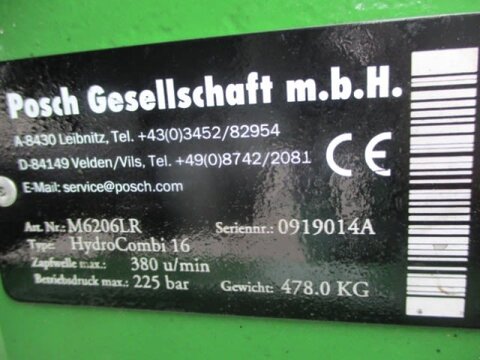 Posch Gesellschaft m.b.H.
A-8430 Leibnitz, Tel. +43(0)3452/82954
D-84149 Velden/Vils, Tel. +49(0)8742/2081
E-Mail: service@posch.com
CE
Art. Nr.: M6206LR Seriennr.: 0919014A
Type: HydroCombi 16
Zapfwelle max.: 380 u/min
Betriebsdruck max.: 225 bar Gewicht: 478.0 KG